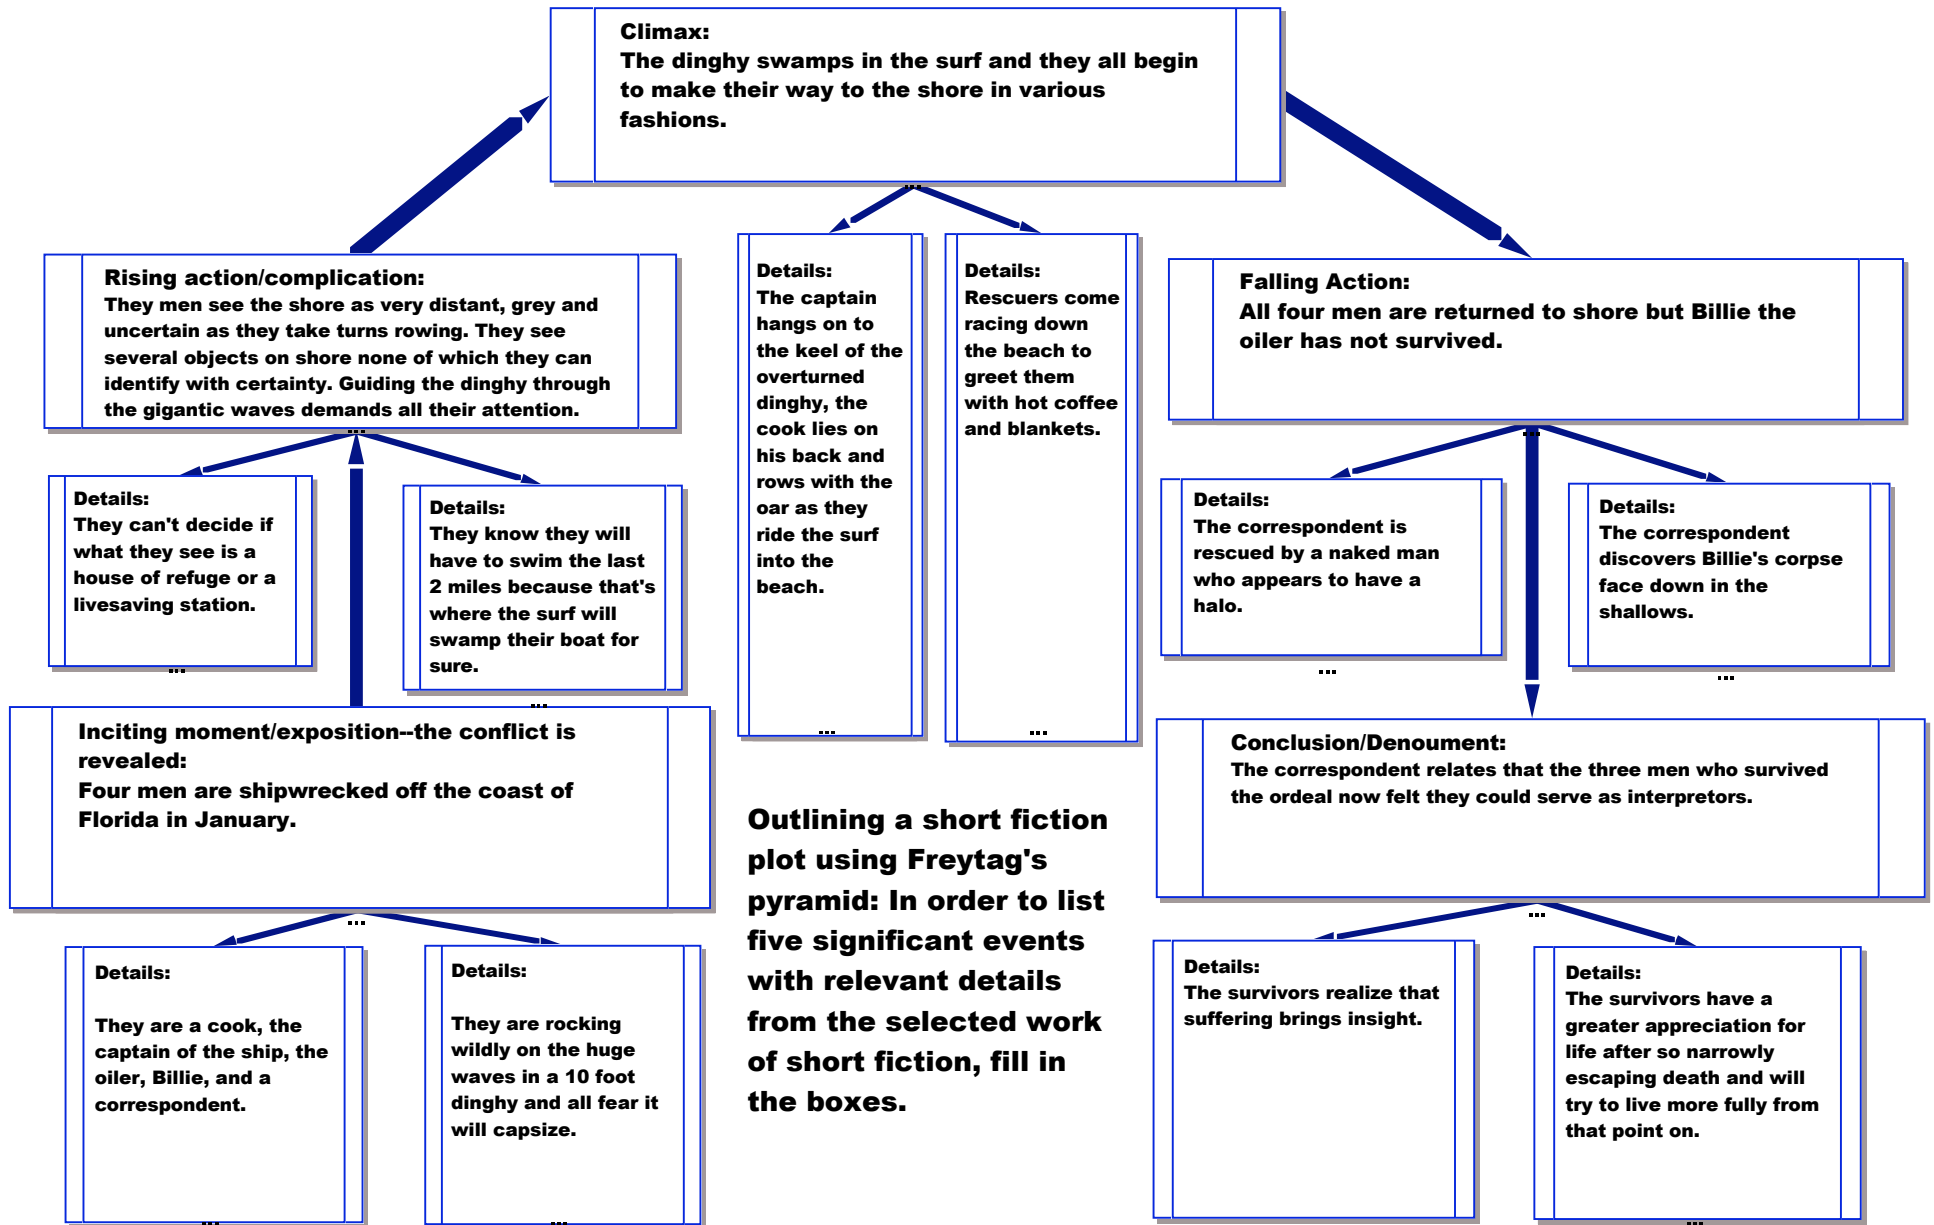 Climax:
The dinghy swamps in the surf and they all begin
to make their way to the shore in various
fashions.
Rising action/complication:
They men see the shore as very distant, grey and
uncertain as they take turns rowing. They see
several objects on shore none of which they can
identify with certainty. Guiding the dinghy through
the gigantic waves demands all their attention.
Details:
The captain
hangs on to
the keel of the
overturned
dinghy, the
cook lies on
his back and
rows with the
oar as they
ride the surf
into the
beach.
Details:
Rescuers come
racing down
the beach to
greet them
with hot coffee
and blankets.
Falling Action:
All four men are returned to shore but Billie the
oiler has not survived.
Details:
They can't decide if
what they see is a
house of refuge or a
livesaving station.
Details:
They know they will
have to swim the last
2 miles because that's
where the surf will
swamp their boat for
sure.
Details:
The correspondent is
rescued by a naked man
who appears to have a
halo.
Details:
The correspondent
discovers Billie's corpse
face down in the
shallows.
Inciting moment/exposition--the conflict is
revealed:
Four men are shipwrecked off the coast of
Florida in January.
Conclusion/Denoument:
The correspondent relates that the three men who survived
the ordeal now felt they could serve as interpretors.
Outlining a short fiction
plot using Freytag's
pyramid: In order to list
five significant events
with relevant details
from the selected work
of short fiction, fill in
the boxes.
Details:
They are a cook, the
captain of the ship, the
oiler, Billie, and a
correspondent.
Details:
They are rocking
wildly on the huge
waves in a 10 foot
dinghy and all fear it
will capsize.
Details:
The survivors realize that
suffering brings insight.
Details:
The survivors have a
greater appreciation for
life after so narrowly
escaping death and will
try to live more fully from
that point on.